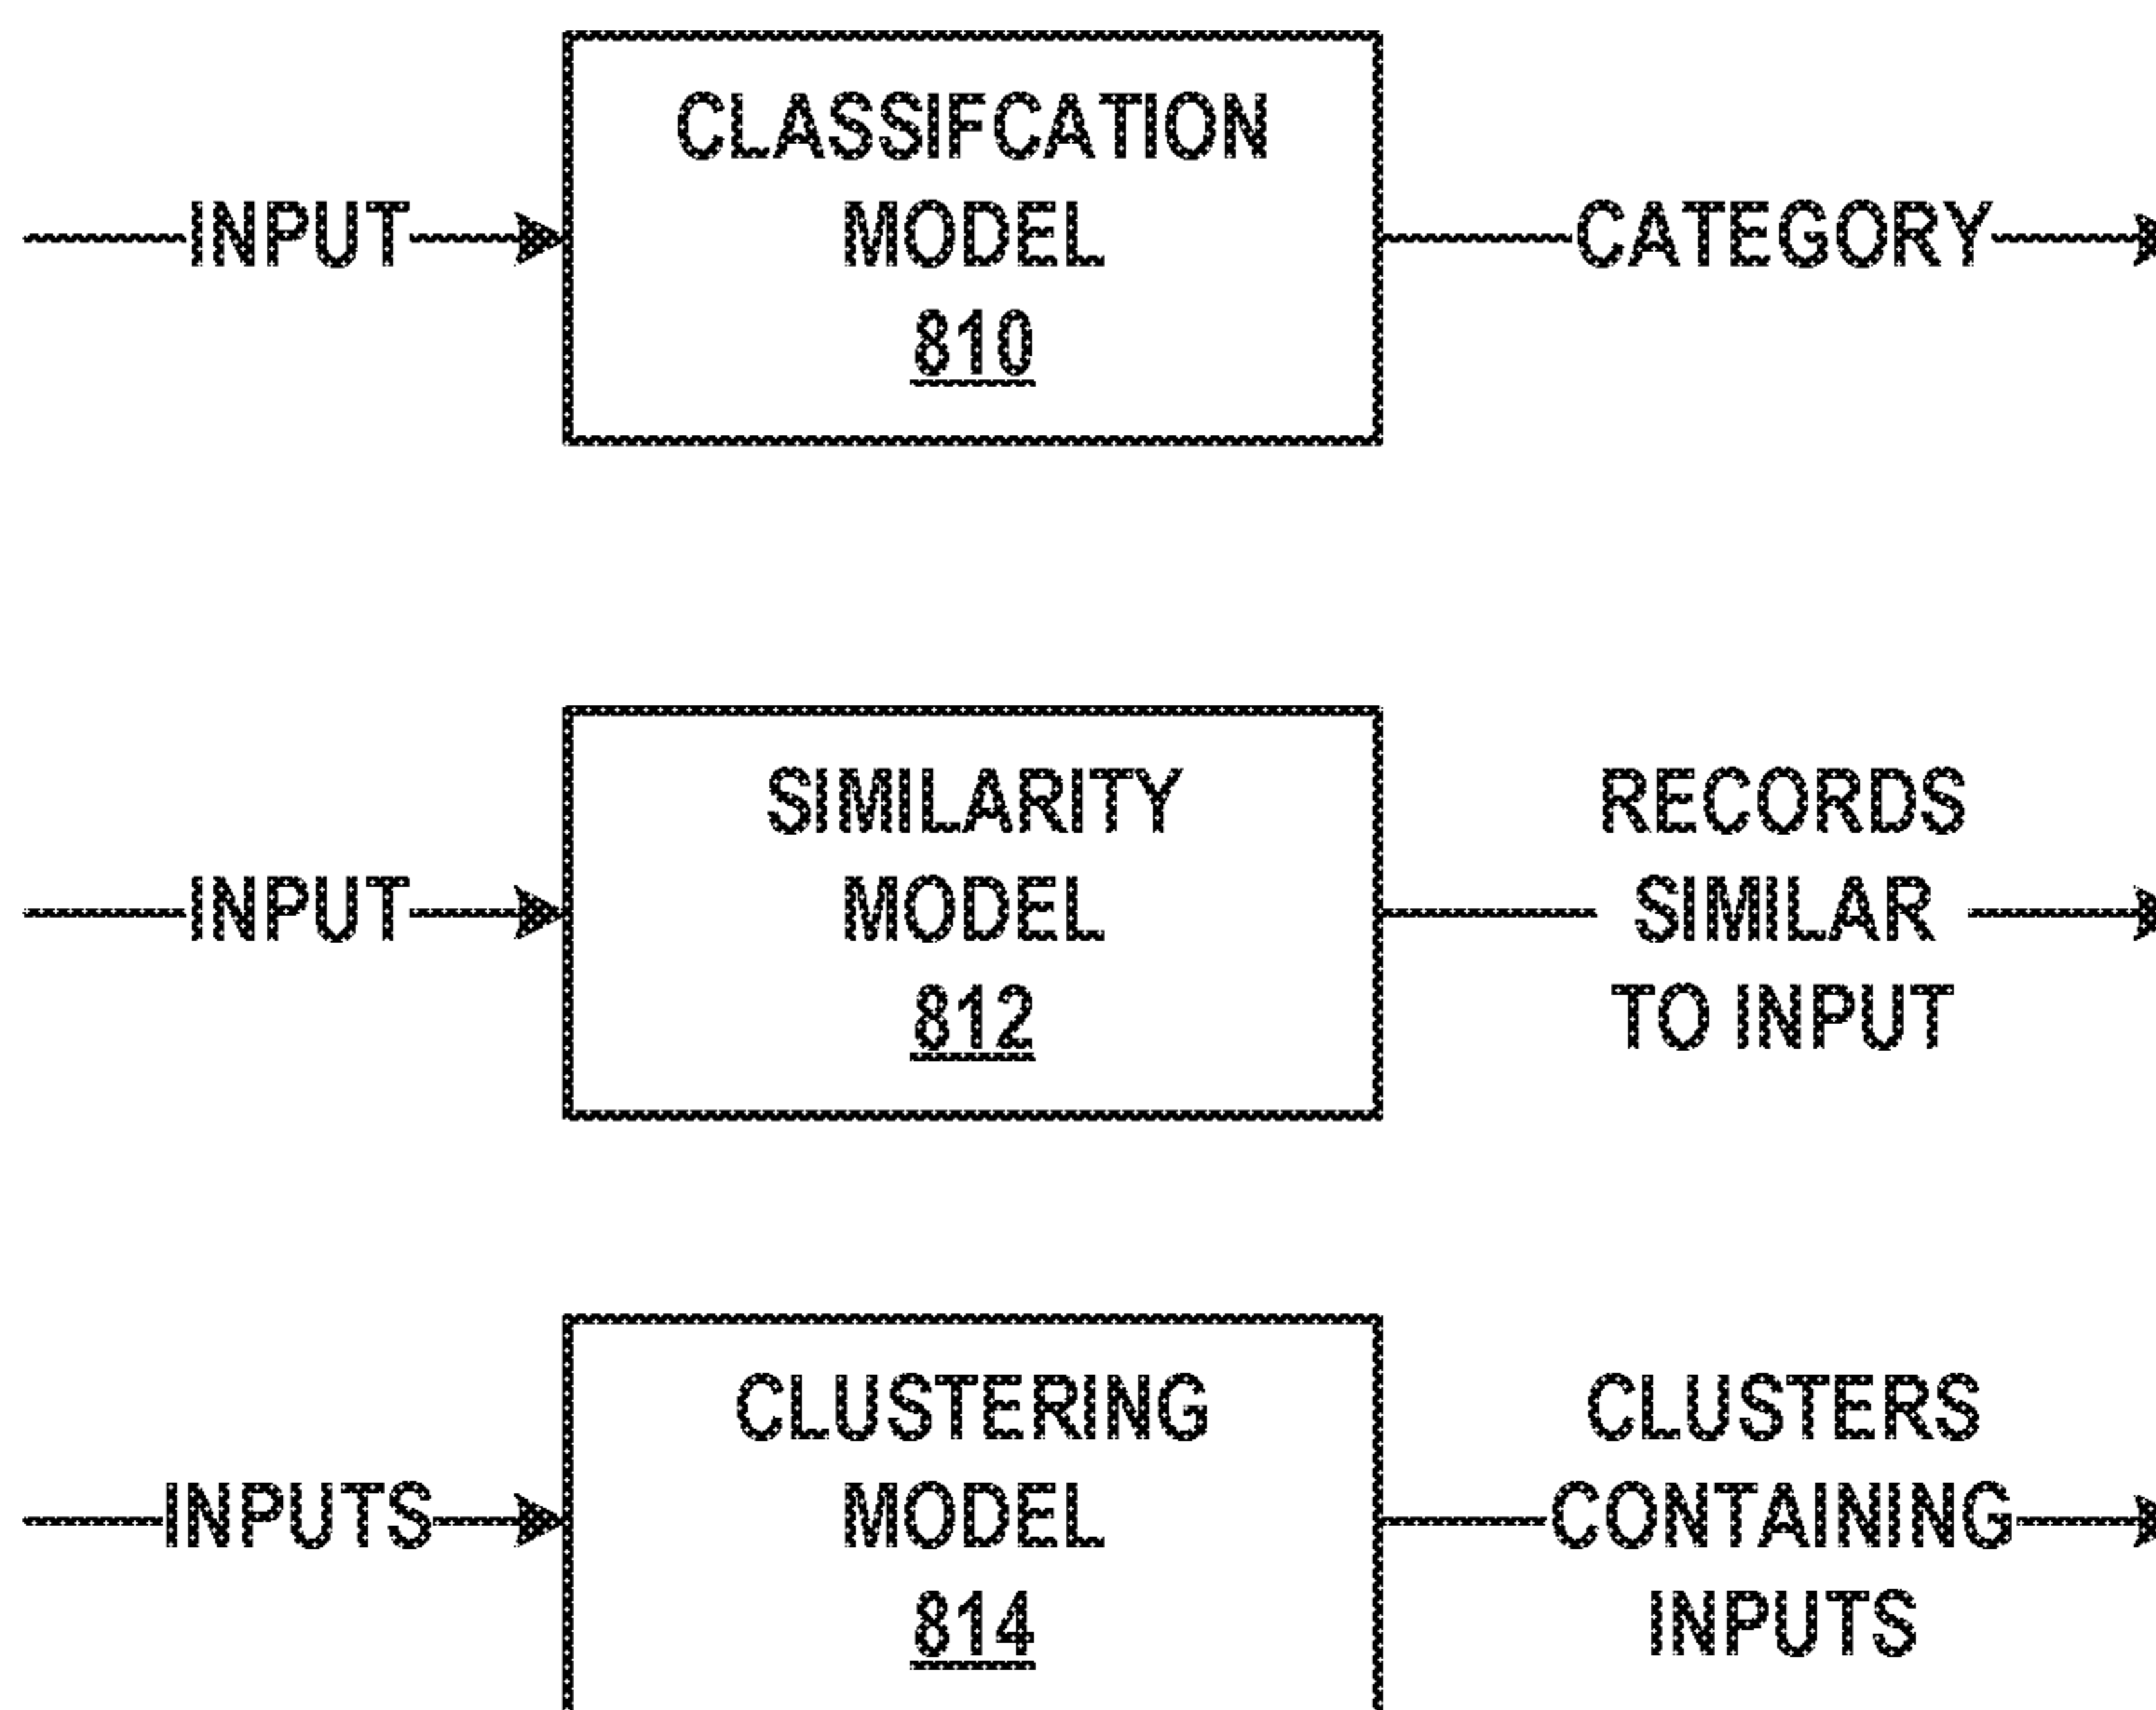 CLASSIFCATION
INPUT MODEL CATEGORY
810
SIMILARITY RECORDS
INPUT MODEL SIMILAR
812 TO INPUT
CLUSTERING CLUSTERS
INPUTS MODEL CONTAINING
814 INPUTS